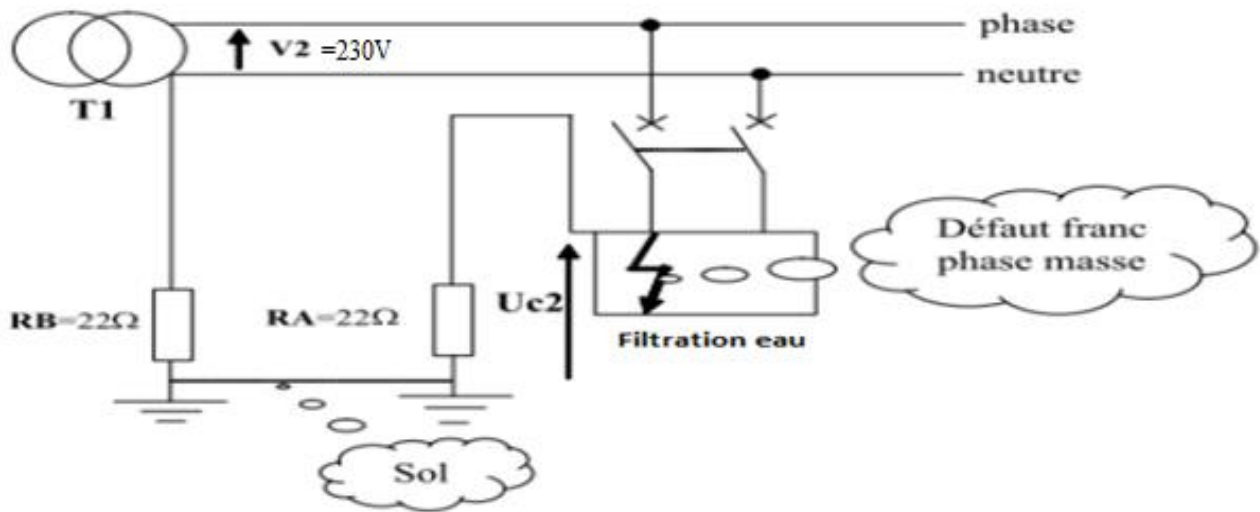 phase
V2 =230V
neutre
T1
Défaut franc
phase masse
RB=22Ω
RA=22Ω
Uc2
Filtration eau
Sol